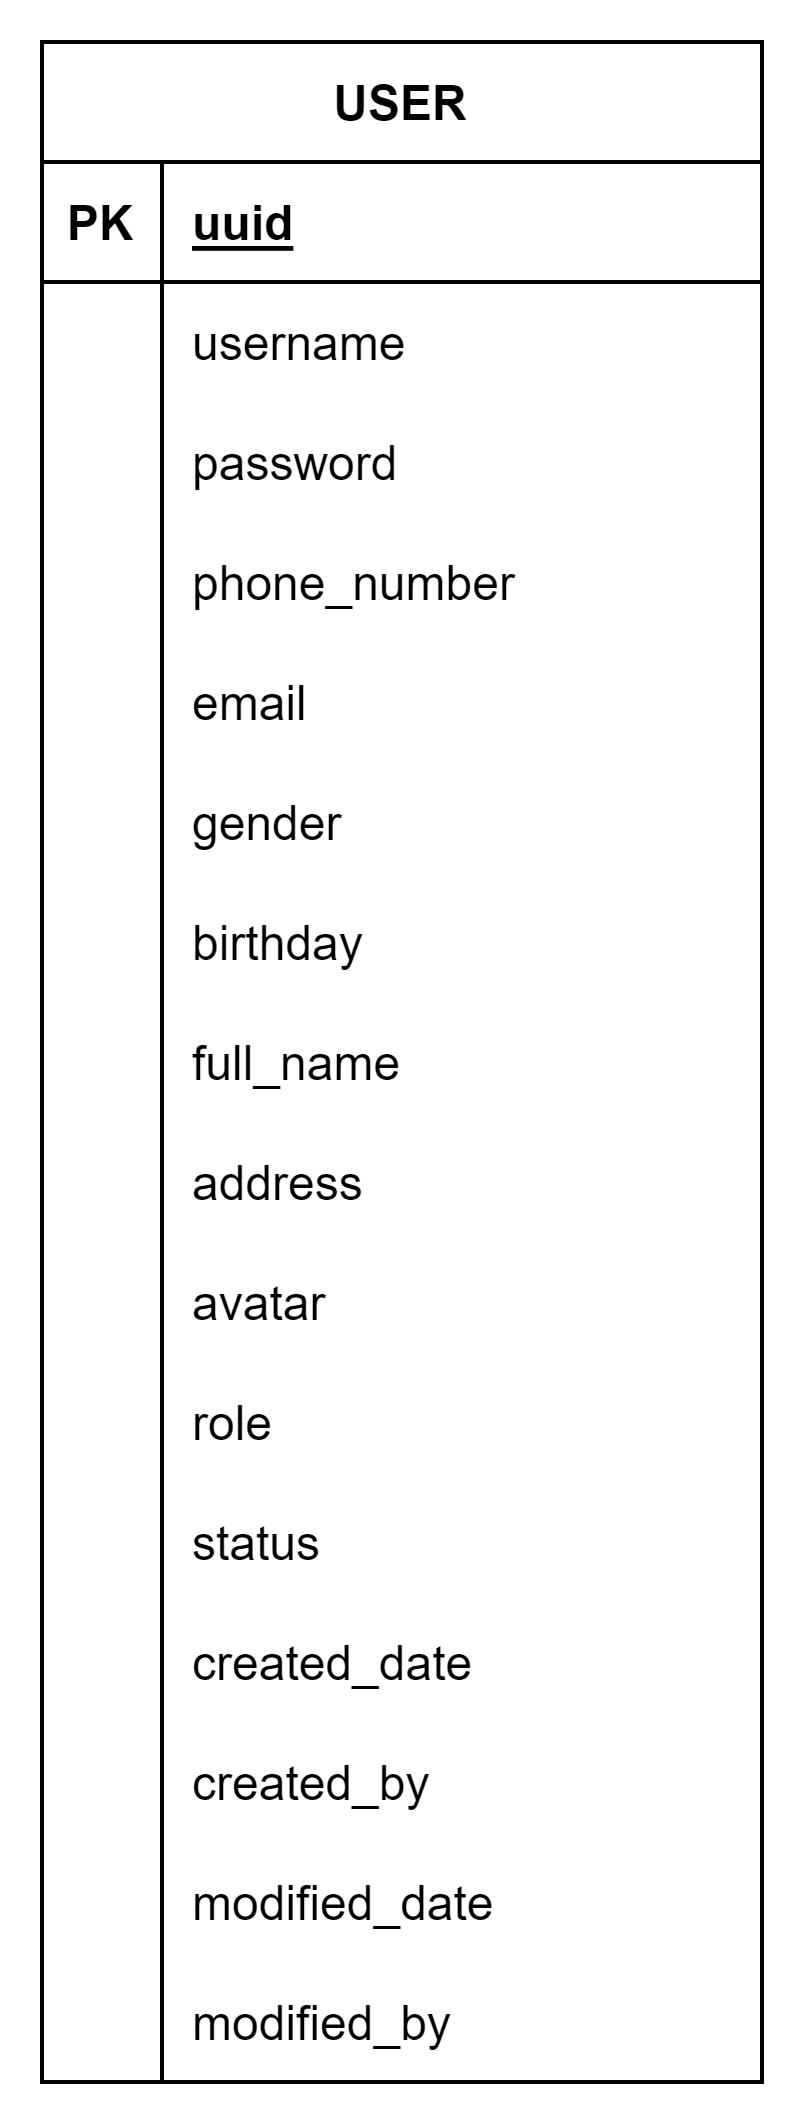 USER
PK uuid
username
password
phone_number
email
gender
birthday
full_name
address
avatar
role
status
created_date
created_by
modified_date
modified_by